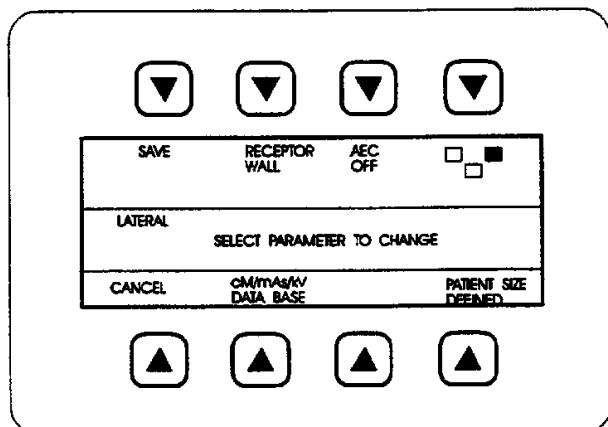 SAVE RECEPTOR AEC
WALL OFF
LATERAL
SELECT PARAMETER TO CHANGE
CANCEL cM/mAs/kV PATIENT SIZE
DATA BASE DEFINED